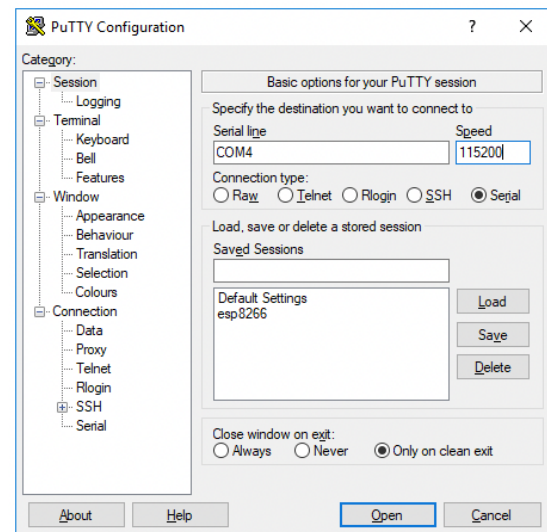 PuTTY Configuration
? ×
Category:
Session
Logging
Terminal
Keyboard
Bell
Features
Window
Appearance
Behaviour
Translation
Selection
Colours
Connection
Data
Proxy
Telnet
Rlogin
SSH
Serial
Basic options for your PuTTY session
Specify the destination you want to connect to
Serial line Speed
COM4 115200
Connection type:
Raw Telnet Rlogin SSH Serial
Load, save or delete a stored session
Saved Sessions
Default Settings
esp8266
Load
Save
Delete
Close window on exit:
Always Never Only on clean exit
About Help Open Cancel